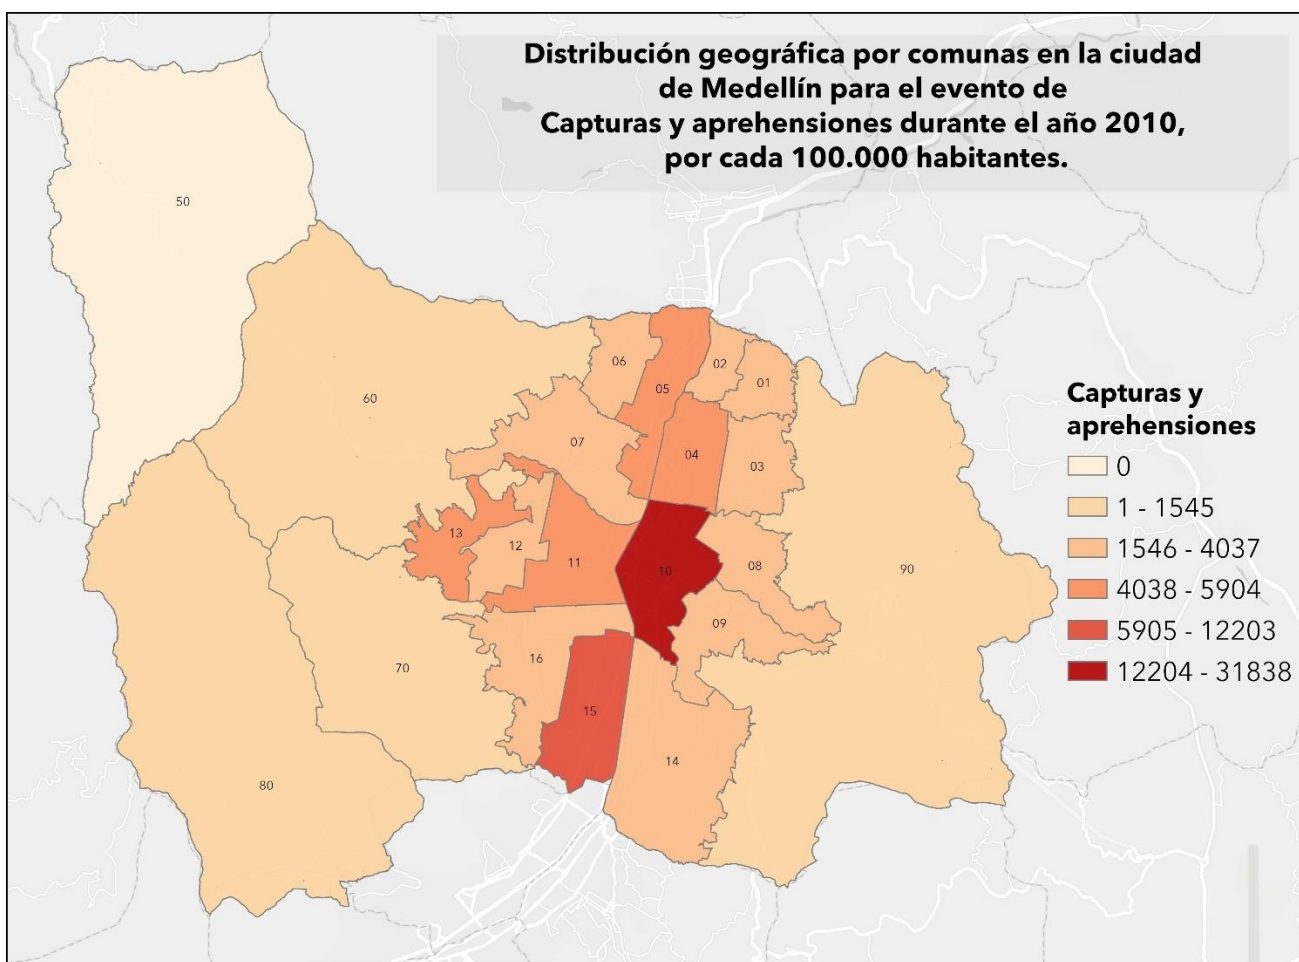 Distribución geográfica por comunas en la ciudad
de Medellín para el evento de
Capturas y aprehensiones durante el año 2010,
por cada 100.000 habitantes.
50
60
06
05
02
01
07
04
03
13
12
11
10
08
90
09
16
70
15
14
80
Capturas y
aprehensiones
0
1 - 1545
1546 - 4037
4038 - 5904
5905 - 12203
12204 - 31838